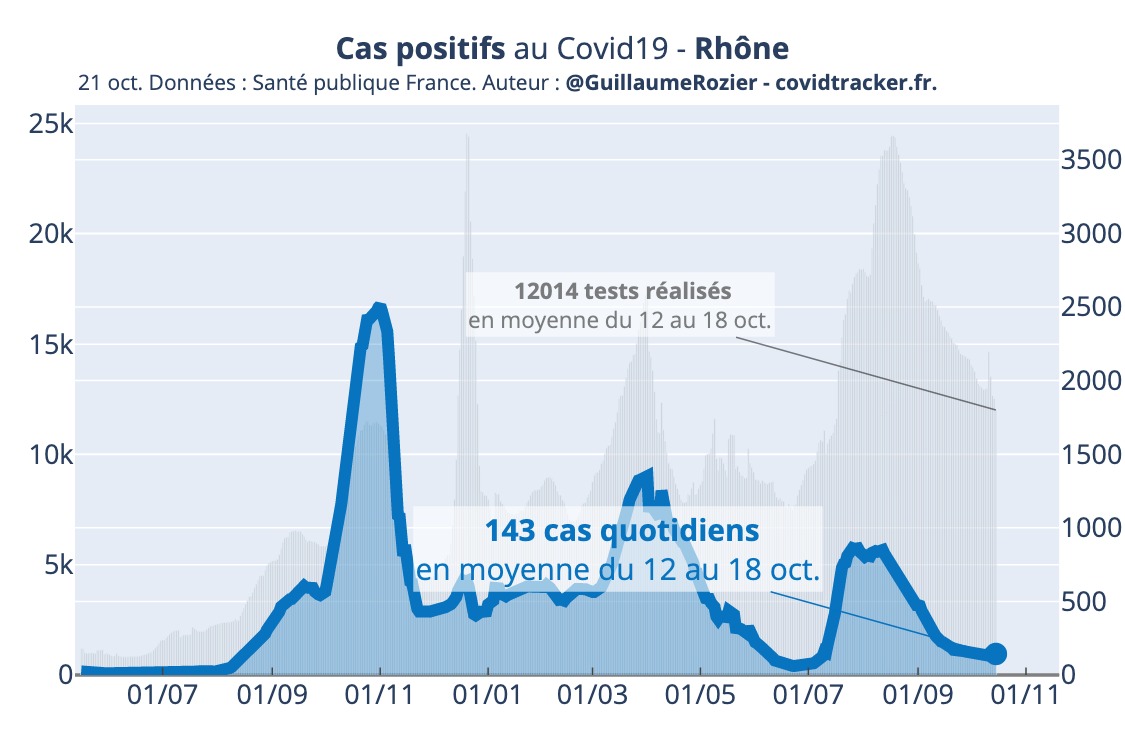 Cas positifs au Covid19 - Rhône
21 oct. Données : Santé publique France. Auteur : @GuillaumeRozier - covidtracker.fr.
25k
20k
15k
10k
5k
0
3500
3000
2500
2000
1500
1000
500
0
12014 tests réalisés
en moyenne du 12 au 18 oct.
143 cas quotidiens
en moyenne du 12 au 18 oct.
01/07 01/09 01/11 01/01 01/03 01/05 01/07 01/09 01/11